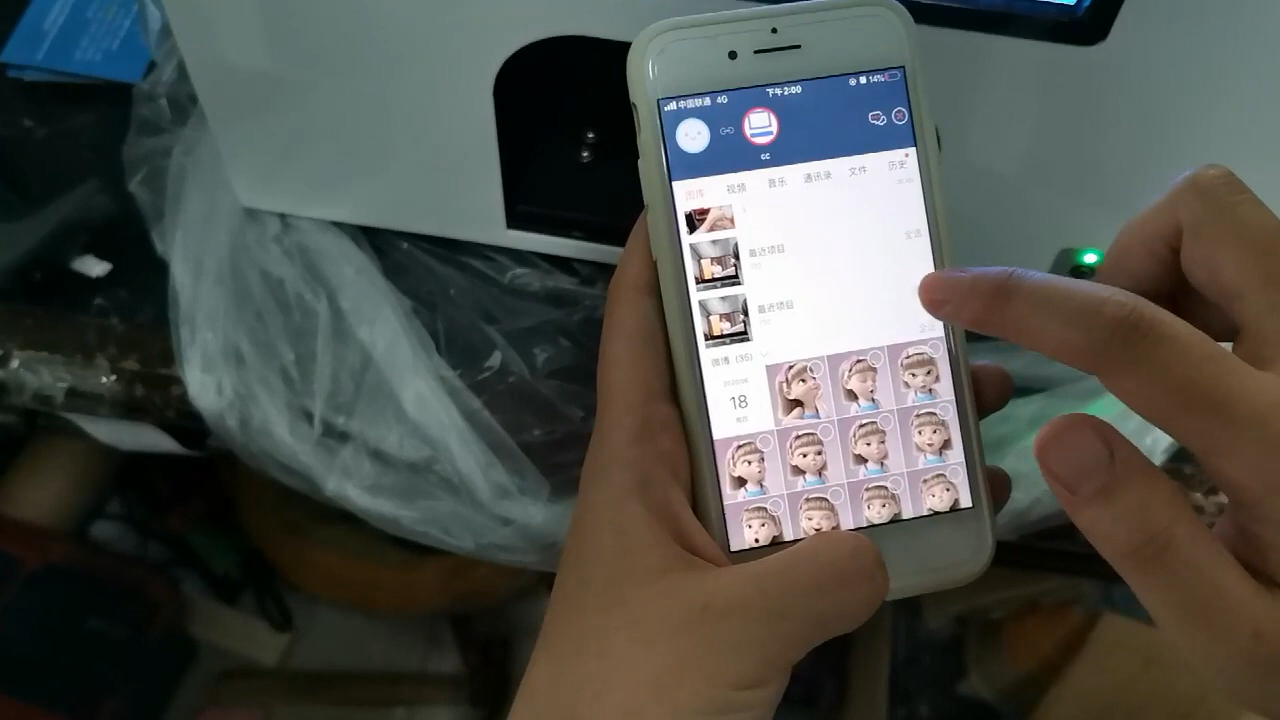 中国联通 4G 下午2:00 14%
cc
图库 视频 音乐 通讯录 文件 历史
全选
最近项目
最近项目
全选
微博 (35)
18